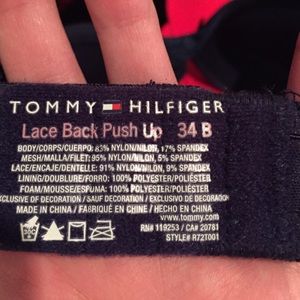 TOMMY HILFIGER
Lace Back Push Up 34 B
BODY/CORPS/CUERPO: 83% NYLON/NILON, 17% SPANDEX
MESH/MALLA/FILET: 95% NYLON/NILON, 5% SPANDEX
LACE/ENCAJE/DENTELLE: 91% NYLON/NILON, 9% SPANDEX
LINING/DOUBLURE/FORRO: 100% POLYESTER/POLIÉSTER
FOAM/MOUSSE/ESPUNA: 100% POLYESTER/POLIÉSTER
EXCLUSIVE OF DECORATION / SAUF DECORATION / EXCLUSIVO DE DECORACION
MADE IN CHINA / FABRIQUÉ EN CHINE / HECHO EN CHINA
www.tommy.com
RN# 119253 / CA# 20781
STYLE# R72T001